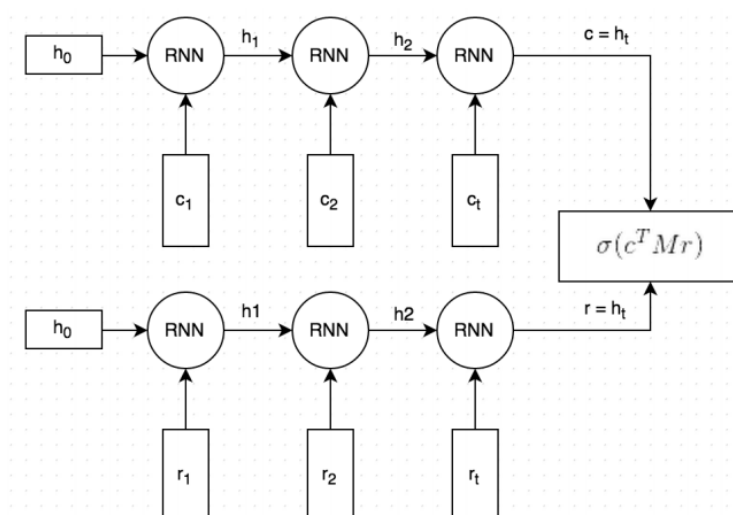 h₀ RNN h₁ RNN h₂ RNN c = hₜ
c₁ c₂ cₜ
σ(cᵀMr)
h₀ RNN h1 RNN h2 RNN r = hₜ
r₁ r₂ rₜ